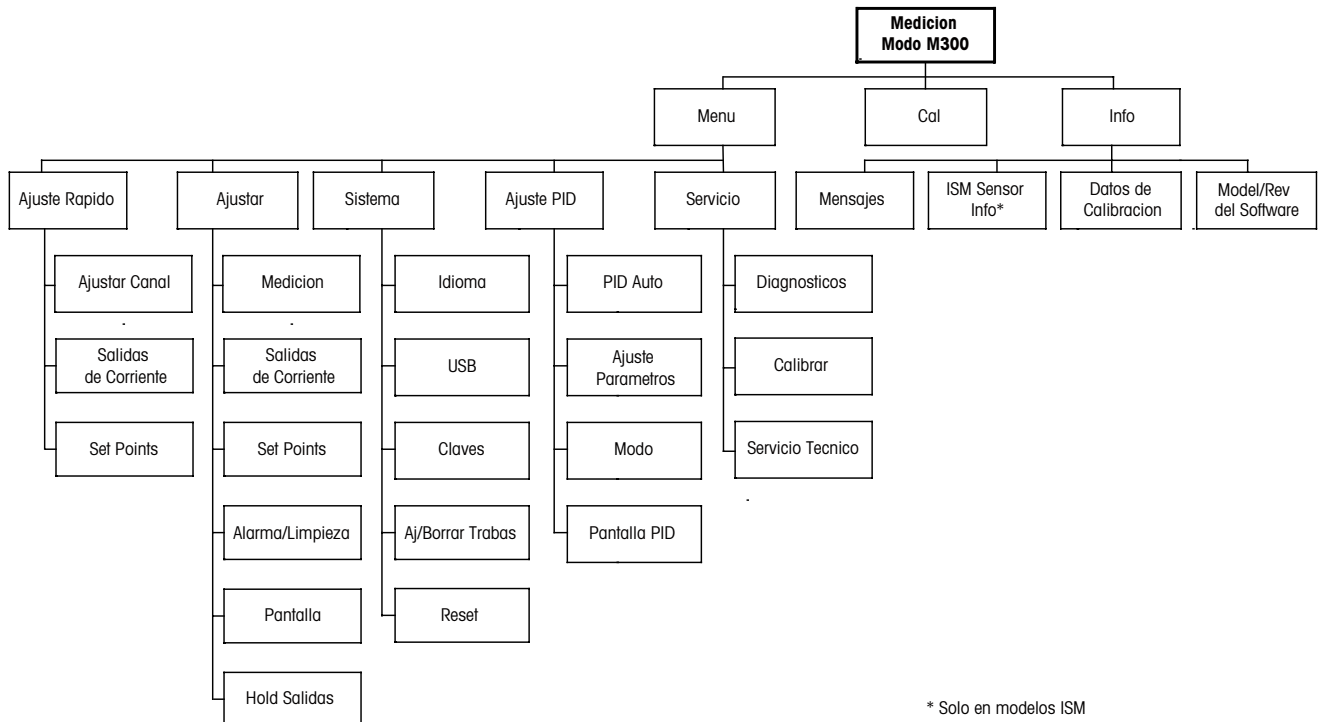 Medicion
Modo M300
Menu
Cal
Info
Ajuste Rapido
Ajustar
Sistema
Ajuste PID
Servicio
Mensajes
ISM Sensor
Info*
Datos de
Calibracion
Model/Rev
del Software
Ajustar Canal
Medicion
Idioma
PID Auto
Diagnosticos
Salidas
de Corriente
Salidas
de Corriente
USB
Ajuste
Parametros
Calibrar
Set Points
Set Points
Claves
Modo
Servicio Tecnico
Alarma/Limpieza
Aj/Borrar Trabas
Pantalla PID
Pantalla
Reset
Hold Salidas
* Solo en modelos ISM